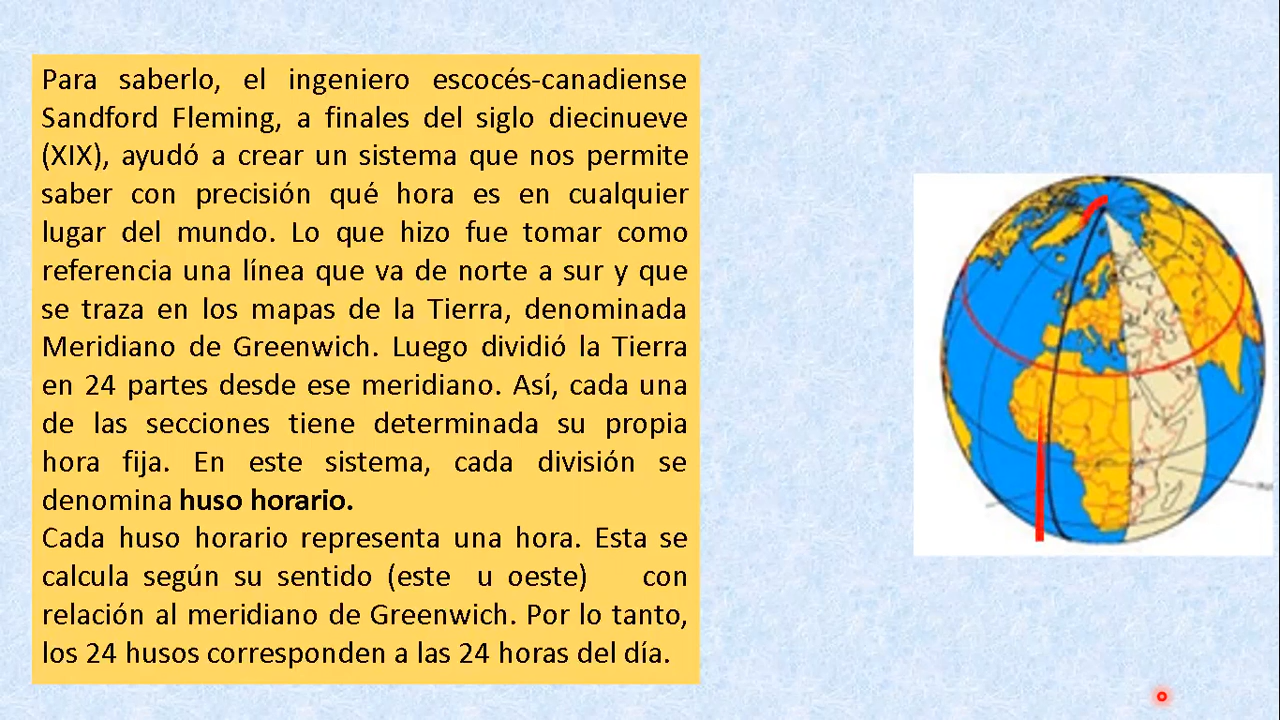 Para saberlo, el ingeniero escocés-canadiense
Sandford Fleming, a finales del siglo diecinueve
(XIX), ayudó a crear un sistema que nos permite
saber con precisión qué hora es en cualquier
lugar del mundo. Lo que hizo fue tomar como
referencia una línea que va de norte a sur y que
se traza en los mapas de la Tierra, denominada
Meridiano de Greenwich. Luego dividió la Tierra
en 24 partes desde ese meridiano. Así, cada una
de las secciones tiene determinada su propia
hora fija. En este sistema, cada división se
denomina huso horario.
Cada huso horario representa una hora. Esta se
calcula según su sentido (este u oeste) con
relación al meridiano de Greenwich. Por lo tanto,
los 24 husos corresponden a las 24 horas del día.